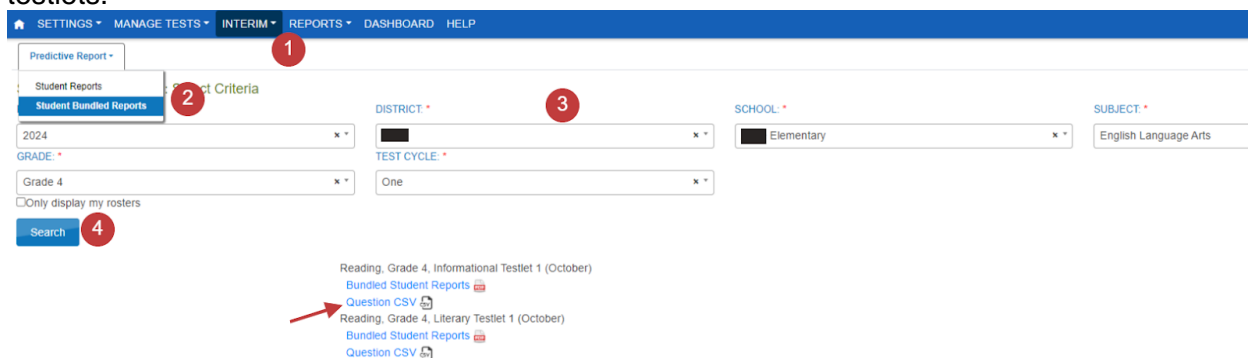 testlets.
SETTINGS MANAGE TESTS INTERIM REPORTS DASHBOARD HELP
1
Predictive Report
Student Reports
Student Bundled Reports
2
ct Criteria
3
DISTRICT: * SCHOOL: * SUBJECT: *
2024 Elementary English Language Arts
GRADE: * TEST CYCLE: *
Grade 4 One
Only display my rosters
Search 4
Reading, Grade 4, Informational Testlet 1 (October)
Bundled Student Reports
Question CSV
Reading, Grade 4, Literary Testlet 1 (October)
Bundled Student Reports
Question CSV